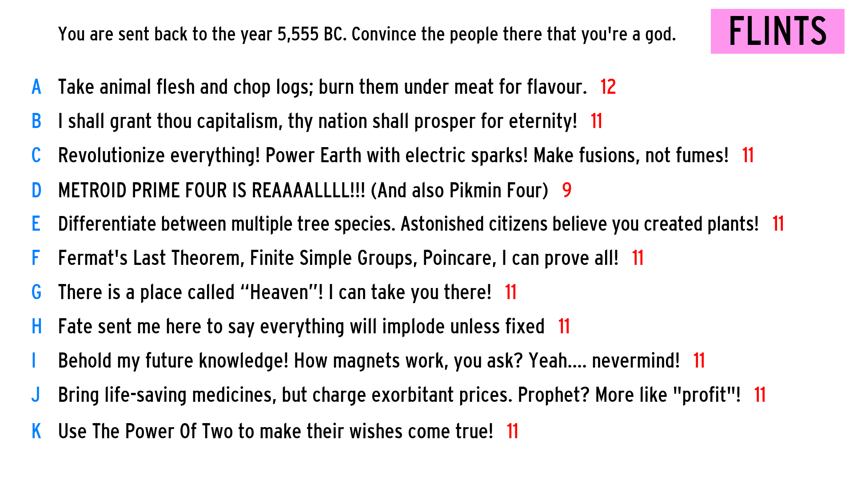 You are sent back to the year 5,555 BC. Convince the people there that you're a god.
FLINTS
A Take animal flesh and chop logs; burn them under meat for flavour. 12
B I shall grant thou capitalism, thy nation shall prosper for eternity! 11
C Revolutionize everything! Power Earth with electric sparks! Make fusions, not fumes! 11
D METROID PRIME FOUR IS REAAAALLLL!!! (And also Pikmin Four) 9
E Differentiate between multiple tree species. Astonished citizens believe you created plants! 11
F Fermat's Last Theorem, Finite Simple Groups, Poincare, I can prove all! 11
G There is a place called “Heaven”! I can take you there! 11
H Fate sent me here to say everything will implode unless fixed 11
I Behold my future knowledge! How magnets work, you ask? Yeah.... nevermind! 11
J Bring life-saving medicines, but charge exorbitant prices. Prophet? More like "profit"! 11
K Use The Power Of Two to make their wishes come true! 11